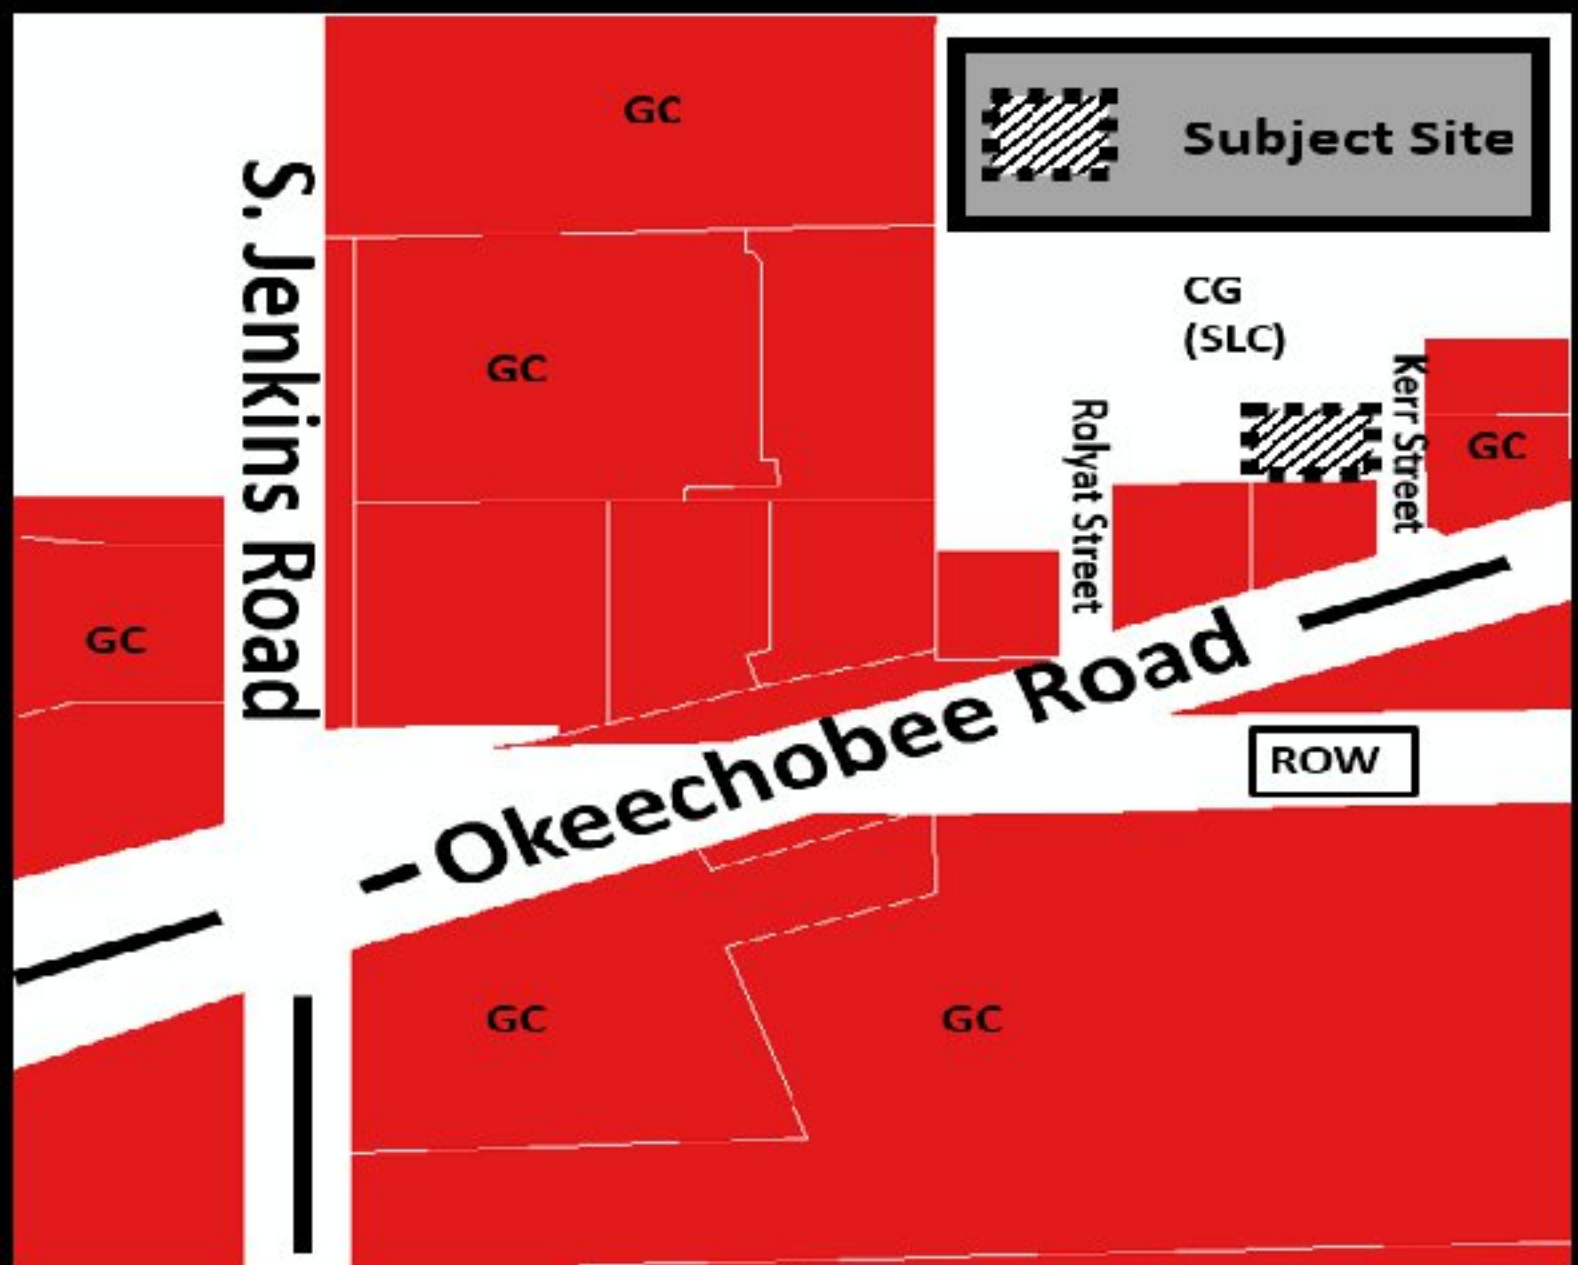 GC
Subject Site
S. Jenkins Road
CG
(SLC)
GC
Kerr Street
Rolyat Street
GC
GC
Okeechobee Road
ROW
GC
GC